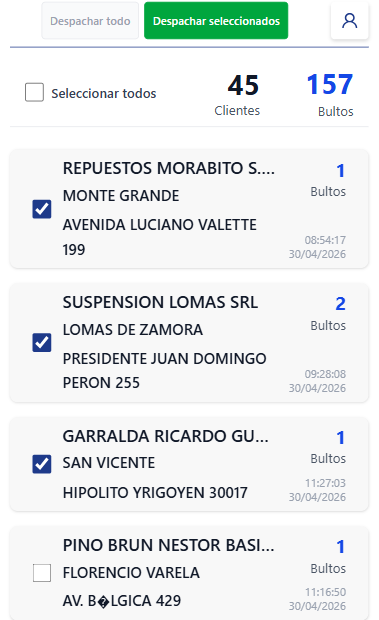 Despachar todo
Despachar seleccionados
Seleccionar todos
45
Clientes
157
Bultos
REPUESTOS MORABITO S....
1
Bultos
MONTE GRANDE
AVENIDA LUCIANO VALETTE
199
08:54:17
30/04/2026
SUSPENSION LOMAS SRL
2
Bultos
LOMAS DE ZAMORA
PRESIDENTE JUAN DOMINGO
PERON 255
09:28:08
30/04/2026
GARRALDA RICARDO GU...
1
Bultos
SAN VICENTE
HIPOLITO YRIGOYEN 30017
11:27:03
30/04/2026
PINO BRUN NESTOR BASI...
1
Bultos
FLORENCIO VARELA
AV. B�LGICA 429
11:16:50
30/04/2026